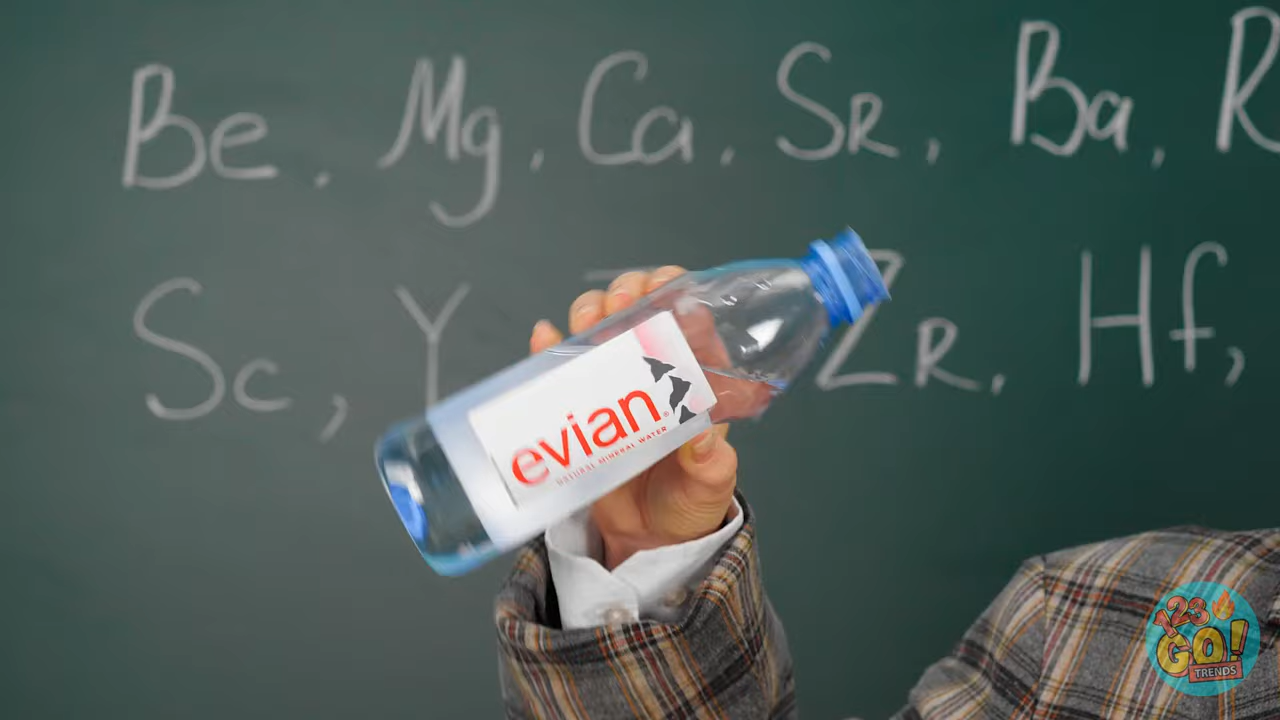 Be, Mg, Ca, SR, Ba, R
Sc, Y, ZR, Hf,
evian®
NATURAL MINERAL WATER
123
GO!
TRENDS